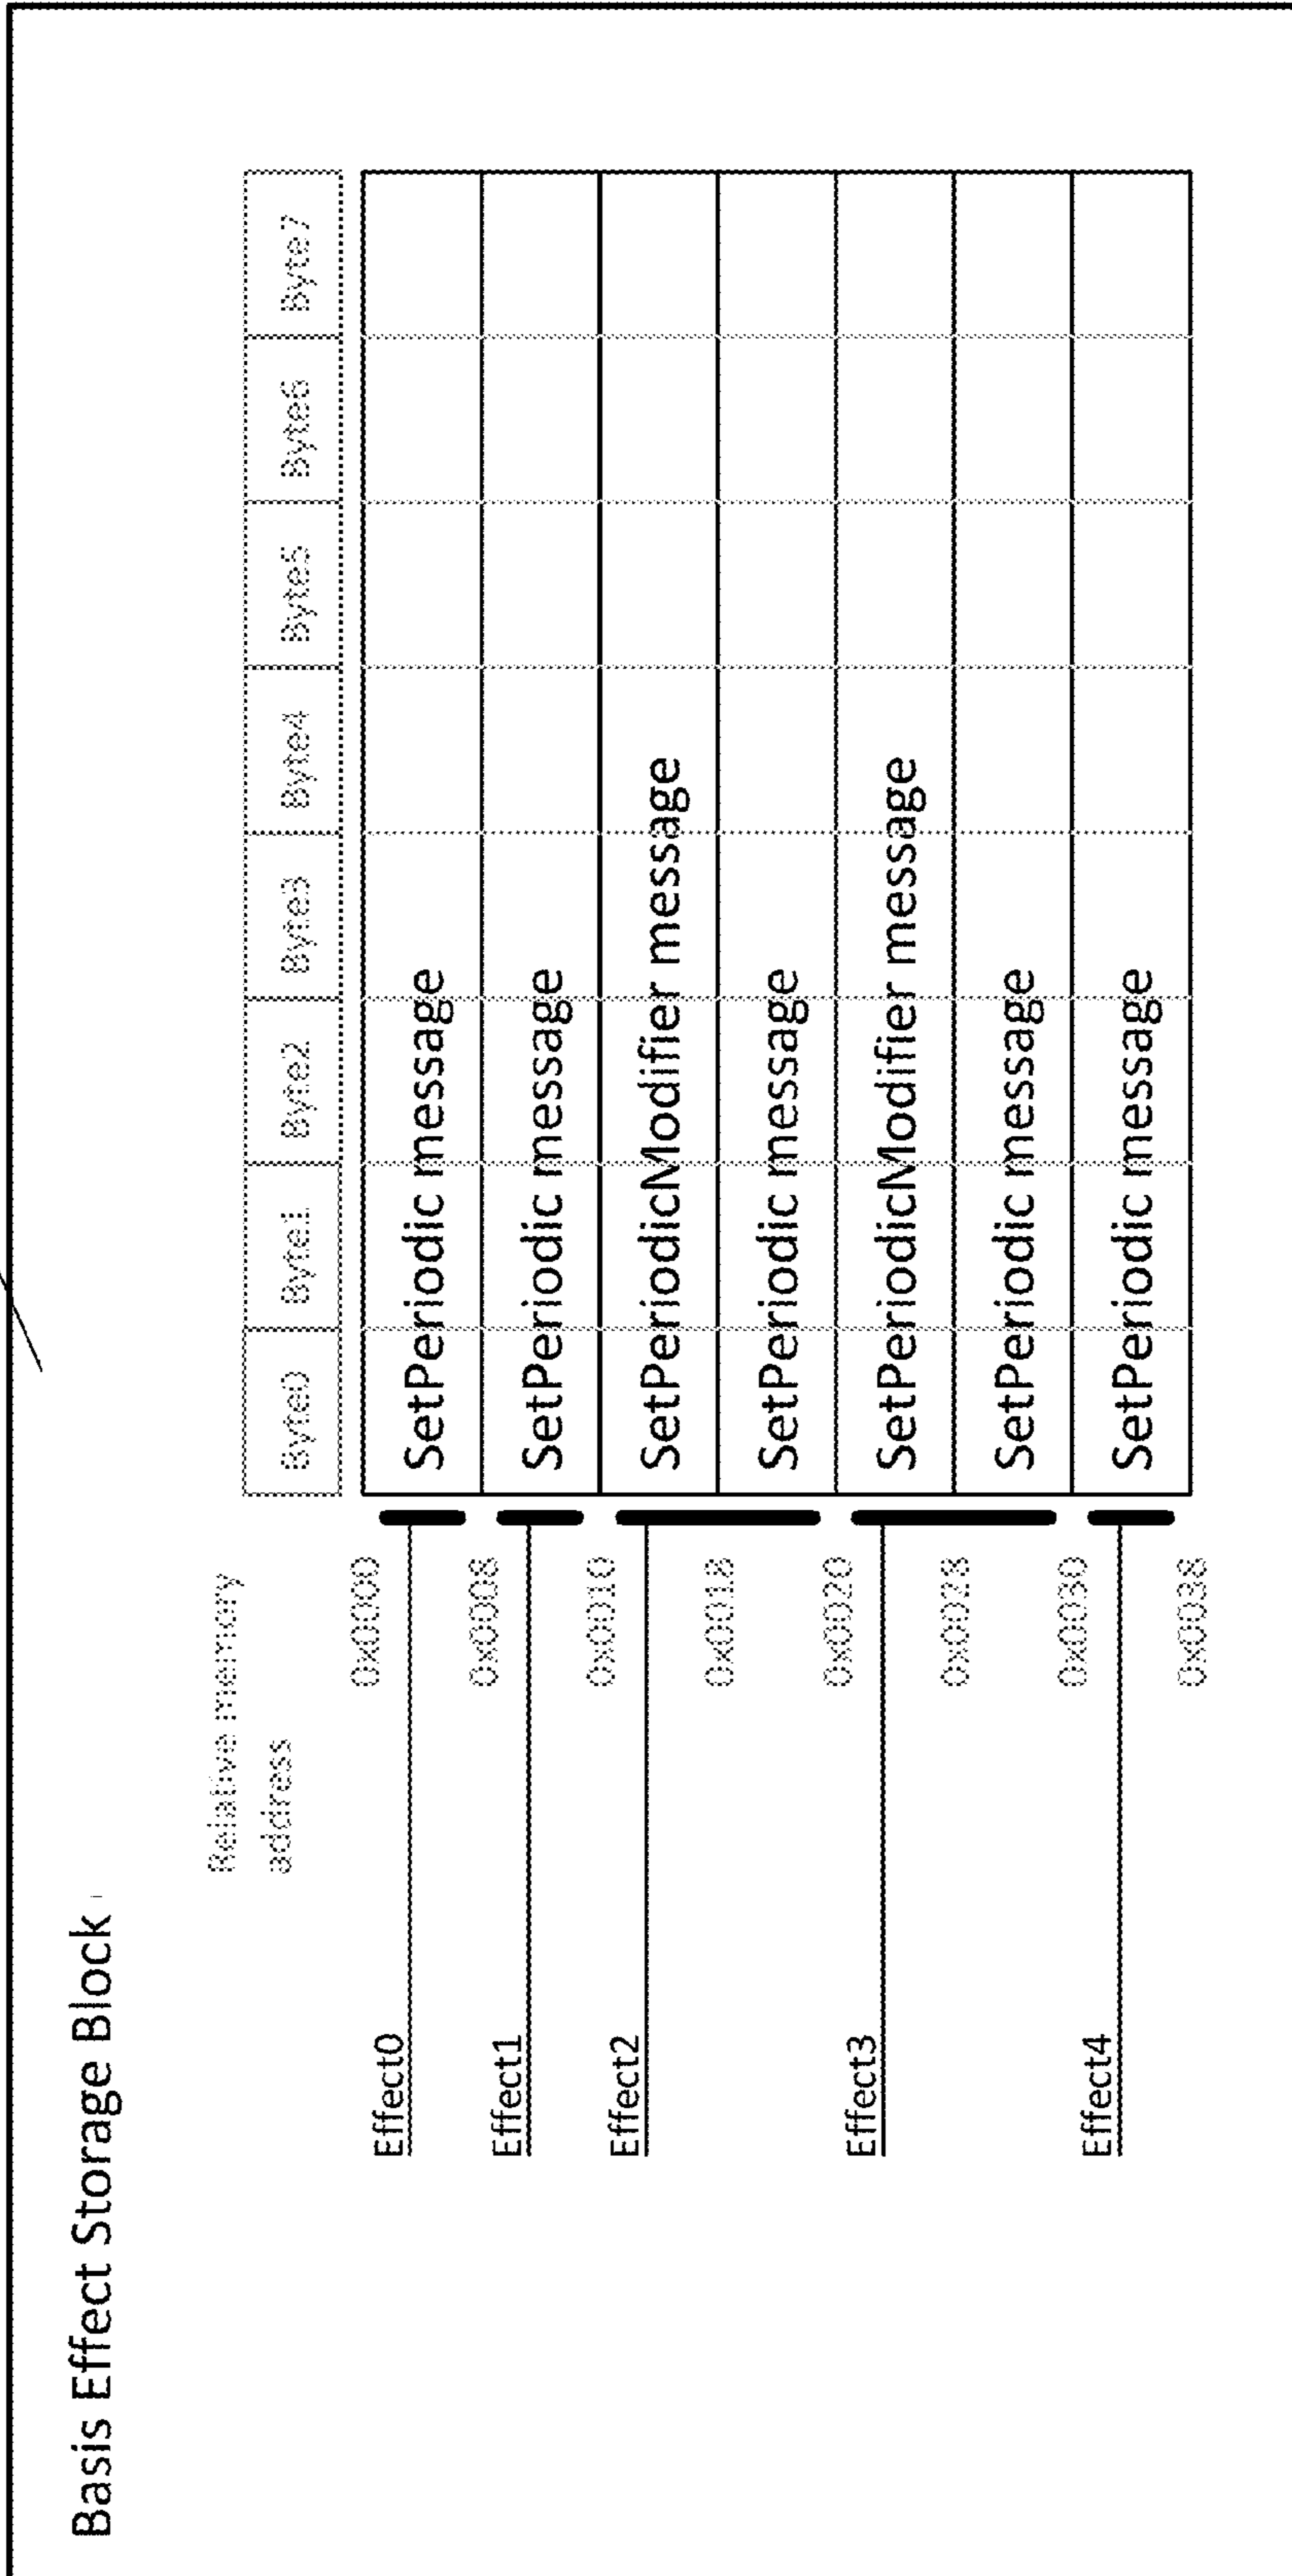 Basis Effect Storage Block
Relative memory
address
Byte0 Byte1 Byte2 Byte3 Byte4 Byte5 Byte6 Byte7
0x0000
Effect0 SetPeriodic message
0x0008
Effect1 SetPeriodic message
0x0010
Effect2 SetPeriodicModifier message
0x0018
SetPeriodic message
0x0020
Effect3 SetPeriodicModifier message
0x0028
SetPeriodic message
0x0030
Effect4 SetPeriodic message
0x0038